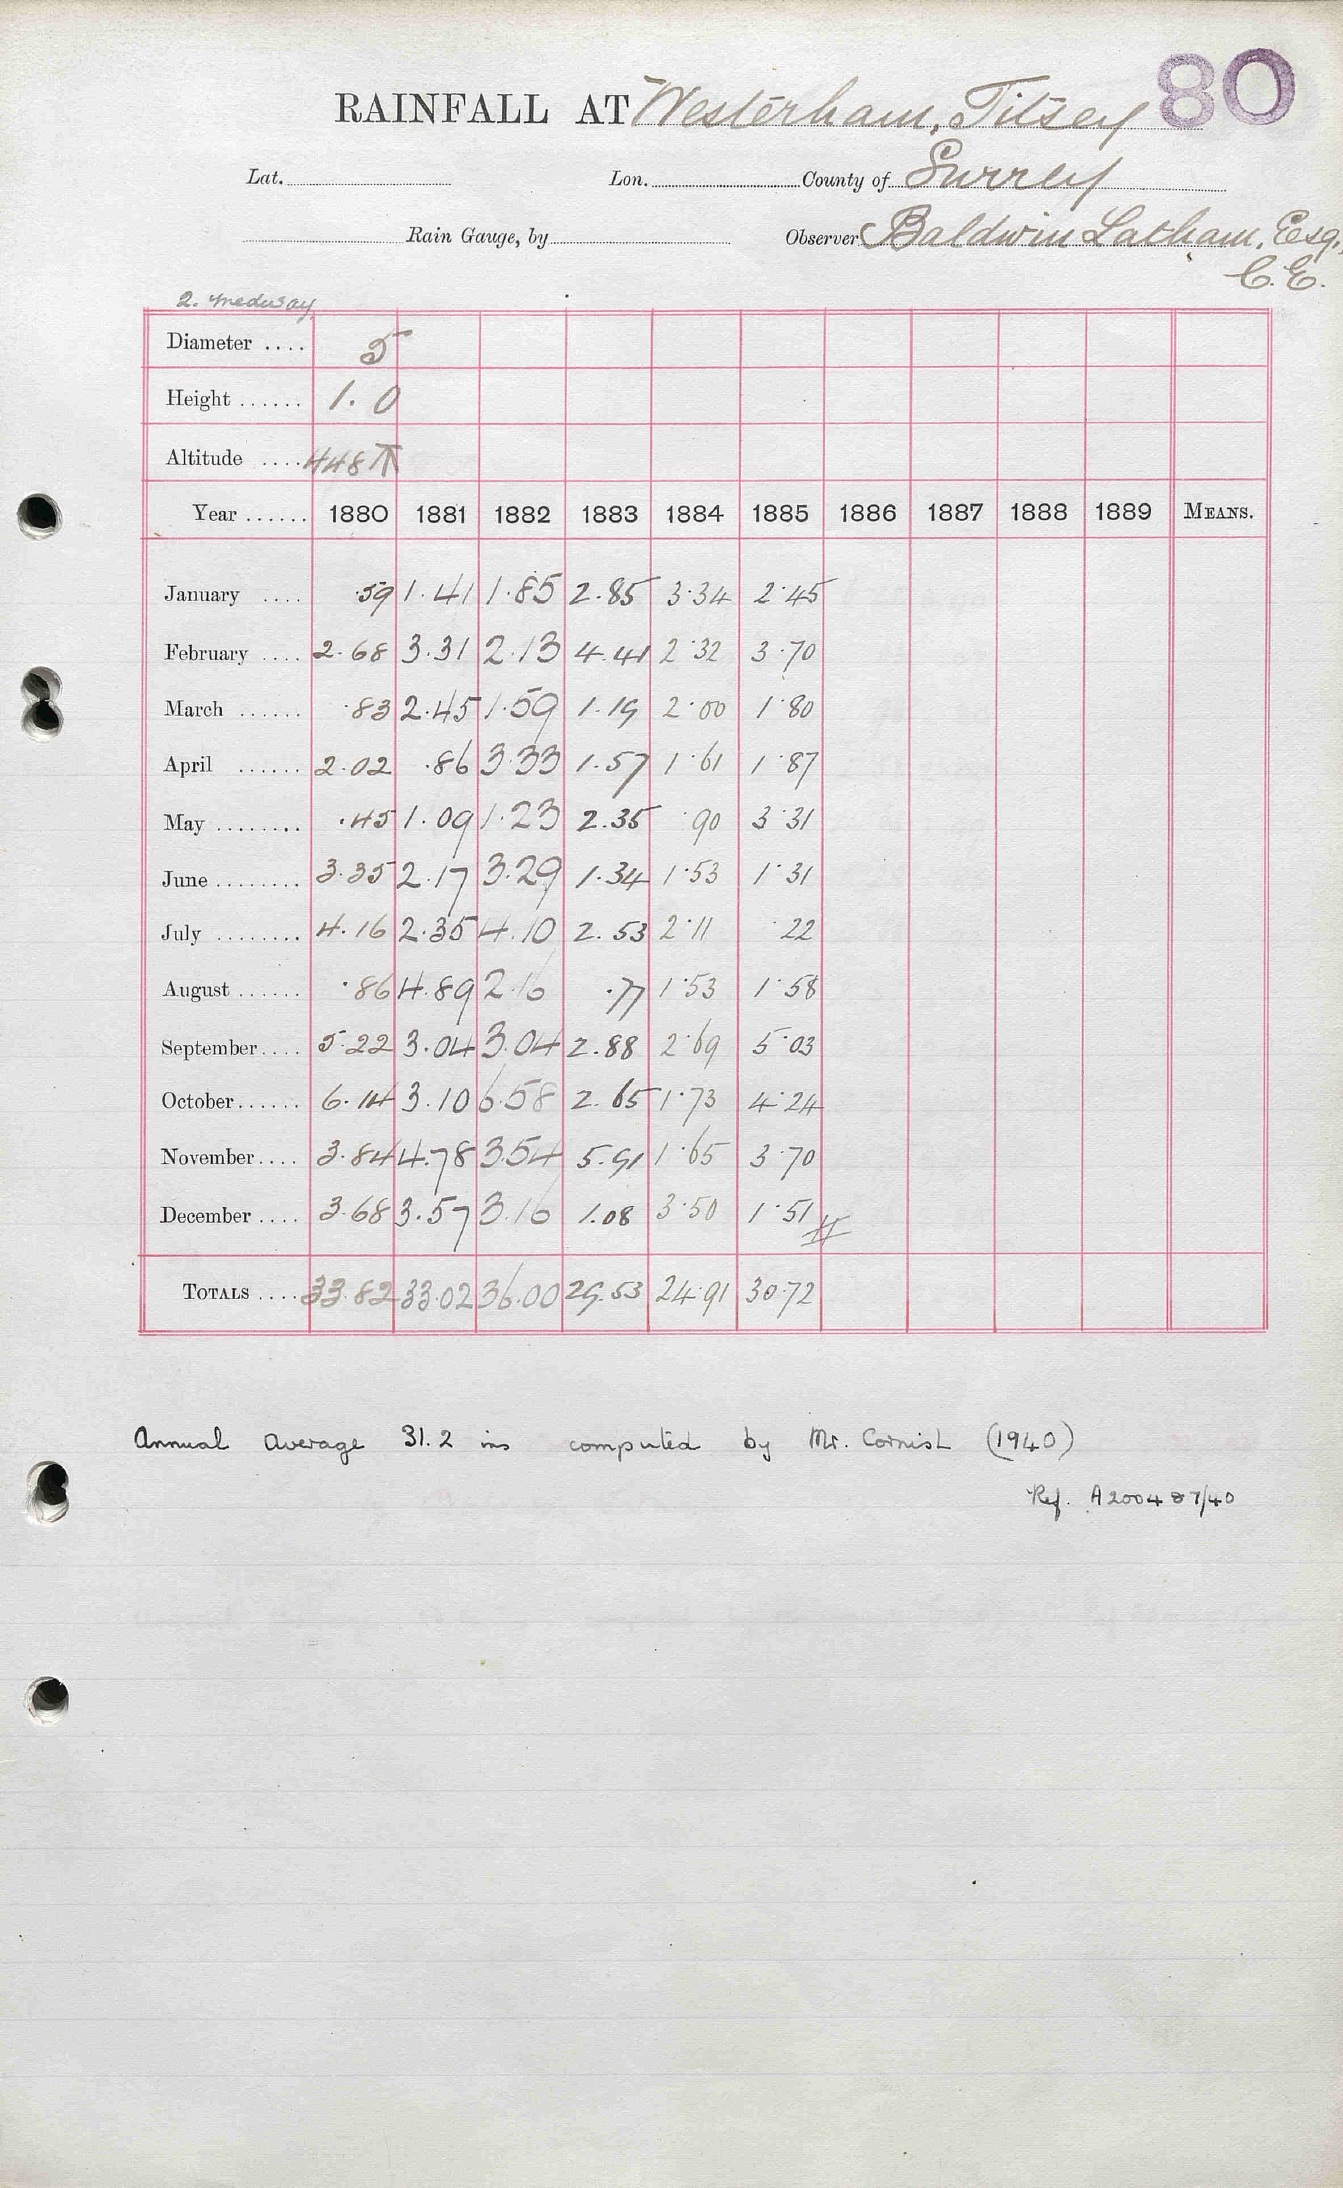 80
RAINFALL AT Westerham, Titsey
Lat. Lon. County of Surrey
Rain Gauge, by Observer Baldwin Latham, Esq.,
C.E.
2. Medway
Diameter .... 5
Height ...... 1.0
Altitude .... 448
Year ...... 1880 1881 1882 1883 1884 1885 1886 1887 1888 1889 MEANS.
January .... .59 1.41 1.85 2.85 3.34 2.45
February .... 2.68 3.31 2.13 4.41 2.32 3.70
March ...... .83 2.45 1.59 1.19 2.00 1.80
April ...... 2.02 .86 3.33 1.57 1.61 1.87
May ........ .45 1.09 1.23 2.35 .90 3.31
June ........ 3.35 2.17 3.29 1.34 1.53 1.31
July ........ 4.16 2.35 4.10 2.53 2.11 .22
August ...... .86 4.89 2.16 .77 1.53 1.58
September .... 5.22 3.04 3.04 2.88 2.69 5.03
October ...... 6.14 3.10 6.58 2.65 1.73 4.24
November .... 3.84 4.78 3.54 5.91 1.65 3.70
December .... 3.68 3.57 3.16 1.08 3.50 1.51
TOTALS .... 33.82 33.02 36.00 29.53 24.91 30.72
Annual average 31.2 ins computed by Mr. Cornish (1940)
Ref. A200487/40